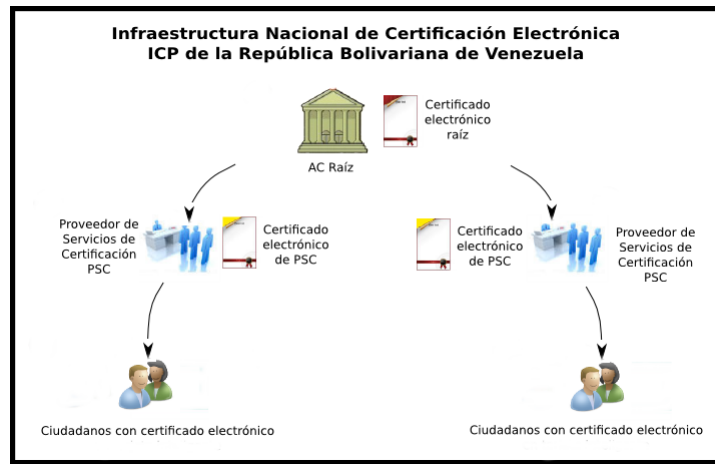 Infraestructura Nacional de Certificación Electrónica
ICP de la República Bolivariana de Venezuela
Certificado
electrónico
raíz
AC Raíz
Proveedor de
Servicios de
Certificación
PSC
Certificado
electrónico
de PSC
Certificado
electrónico
de PSC
Proveedor de
Servicios de
Certificación
PSC
Ciudadanos con certificado electrónico
Ciudadanos con certificado electrónico